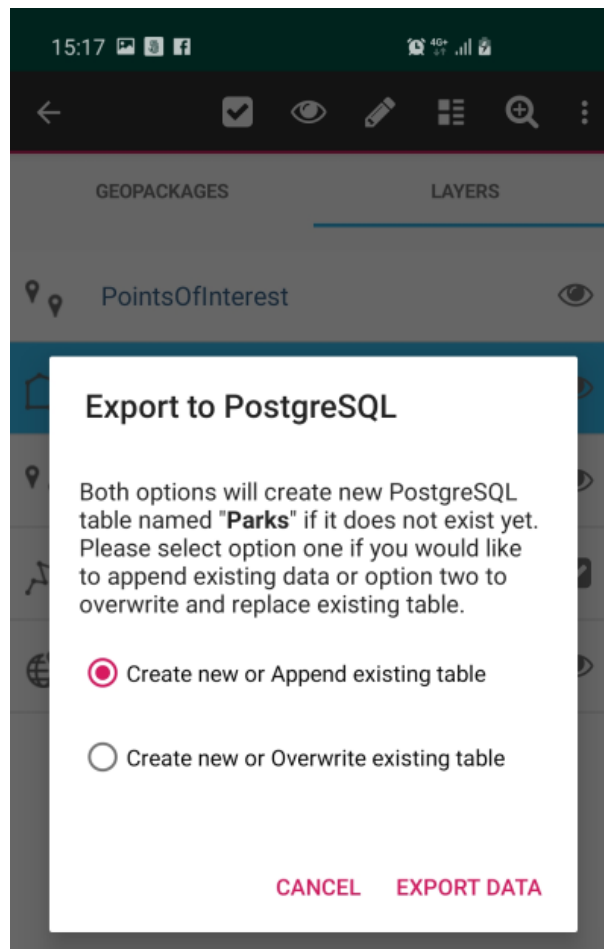 15:17 4G+
GEOPACKAGES LAYERS
PointsOfInterest
Export to PostgreSQL
Both options will create new PostgreSQL
table named "Parks" if it does not exist yet.
Please select option one if you would like
to append existing data or option two to
overwrite and replace existing table.
Create new or Append existing table
Create new or Overwrite existing table
CANCEL EXPORT DATA